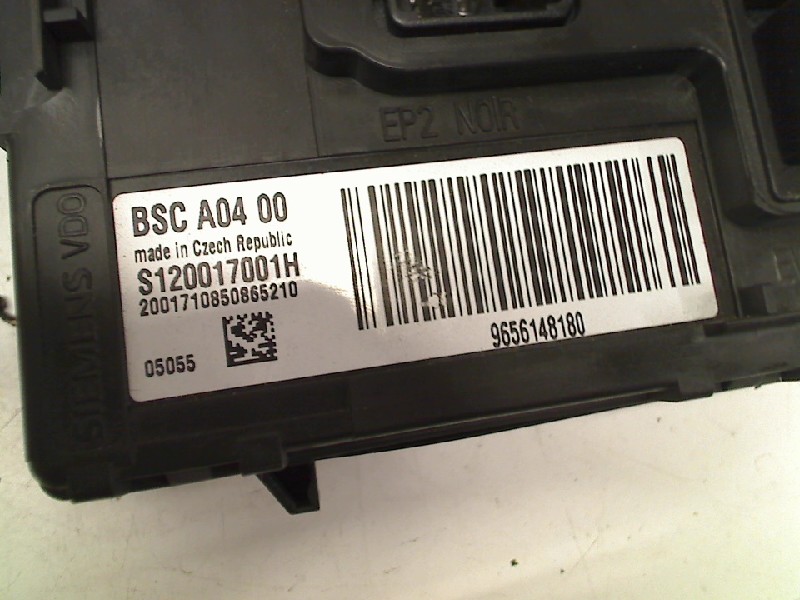 EP2 NOIR
SIEMENS VDO
BSC A04 00
made in Czech Republic
S120017001H
2001710850865210
05055
9656148180